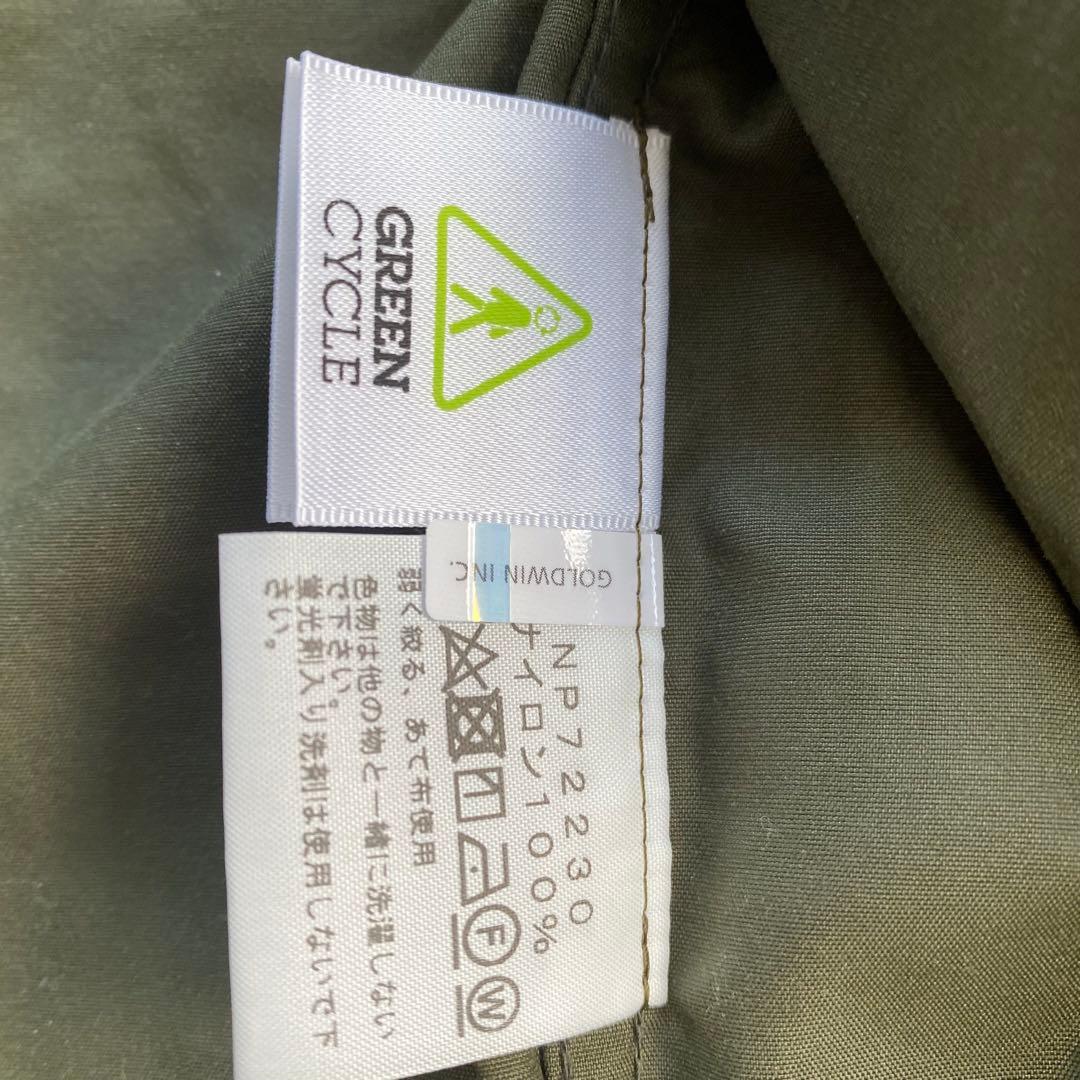 GREEN
CYCLE
GOLDWIN INC.
NP72230
ナイロン100%
F W
弱く絞る、あて布使用
色物は他の物と一緒に洗濯しない
で下さい。
蛍光剤入り洗剤は使用しないで下
さい。